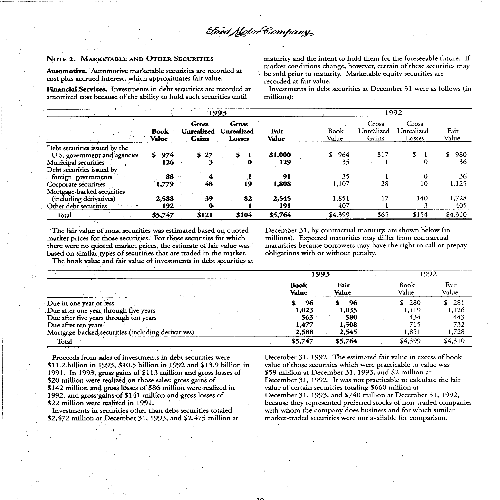 Ford Motor Company
NOTE 2. MARKETABLE AND OTHER SECURITIES
Automotive. Automotive marketable securities are recorded at
cost plus accrued interest, which approximates fair value.
Financial Services. Investments in debt securities are recorded at
amortized cost because of the ability to hold such securities until
maturity and the intent to hold them for the foreseeable future. If
market conditions change, however, certain of these securities may
be sold prior to maturity. Marketable equity securities are
recorded at fair value.
Investments in debt securities at December 31 were as follows (in
millions):
1993 1992
Book Value Gross Unrealized Gains Gross Unrealized Losses Fair Value Book Value Gross Unrealized Gains Gross Unrealized Losses Fair Value
Debt securities issued by the
U.S. government and agencies $ 974 $ 27 $ 1 $1,000 $ 964 $17 $ 1 $ 980
Municipal securities 126 3 0 129 35 1 0 36
Debt securities issued by
foreign governments 88 4 1 91 35 1 0 36
Corporate securities 1,779 48 19 1,808 1,107 28 10 1,125
Mortgage-backed securities
(including derivatives) 2,588 39 82 2,545 1,851 17 140 1,728
Other debt securities 192 0 1 191 407 1 3 405
Total $5,747 $121 $104 $5,764 $4,399 $65 $154 $4,310
The fair value of most securities was estimated based on quoted
market prices for those securities. For those securities for which
there were no quoted market prices, the estimate of fair value was
based on similar types of securities that are traded in the market.
The book value and fair value of investments in debt securities at
December 31, by contractual maturity, are shown below (in
millions). Expected maturities may differ from contractual
maturities because borrowers may have the right to call or prepay
obligations with or without penalty.
1993 1992
Book Value Fair Value Book Value Fair Value
Due in one year or less $ 96 $ 96 $ 280 $ 281
Due after one year through five years 1,023 1,035 1,119 1,126
Due after five years through ten years 563 580 434 443
Due after ten years 1,477 1,508 715 732
Mortgage-backed securities (including derivatives) 2,588 2,545 1,851 1,728
Total $5,747 $5,764 $4,399 $4,310
Proceeds from sales of investments in debt securities were
$11.2 billion in 1993, $10.5 billion in 1992 and $13.9 billion in
1991. In 1993, gross gains of $113 million and gross losses of
$20 million were realized on those sales; gross gains of
$142 million and gross losses of $86 million were realized in
1992, and gross gains of $141 million and gross losses of
$22 million were realized in 1991.
Investments in securities other than debt securities totaled
$2,472 million at December 31, 1993, and $2,475 million at
December 31, 1992. The estimated fair value in excess of book
value of those securities which were practicable to value was
$59 million at December 31, 1993, and $2 million at
December 31, 1992. It was not practicable to calculate the fair
value of certain securities totaling $660 million at
December 31, 1993, and $740 million at December 31, 1992,
because they represented preferred stocks of non-traded companies
with whom the company does business and for which similar
market-traded securities were not available for comparison.